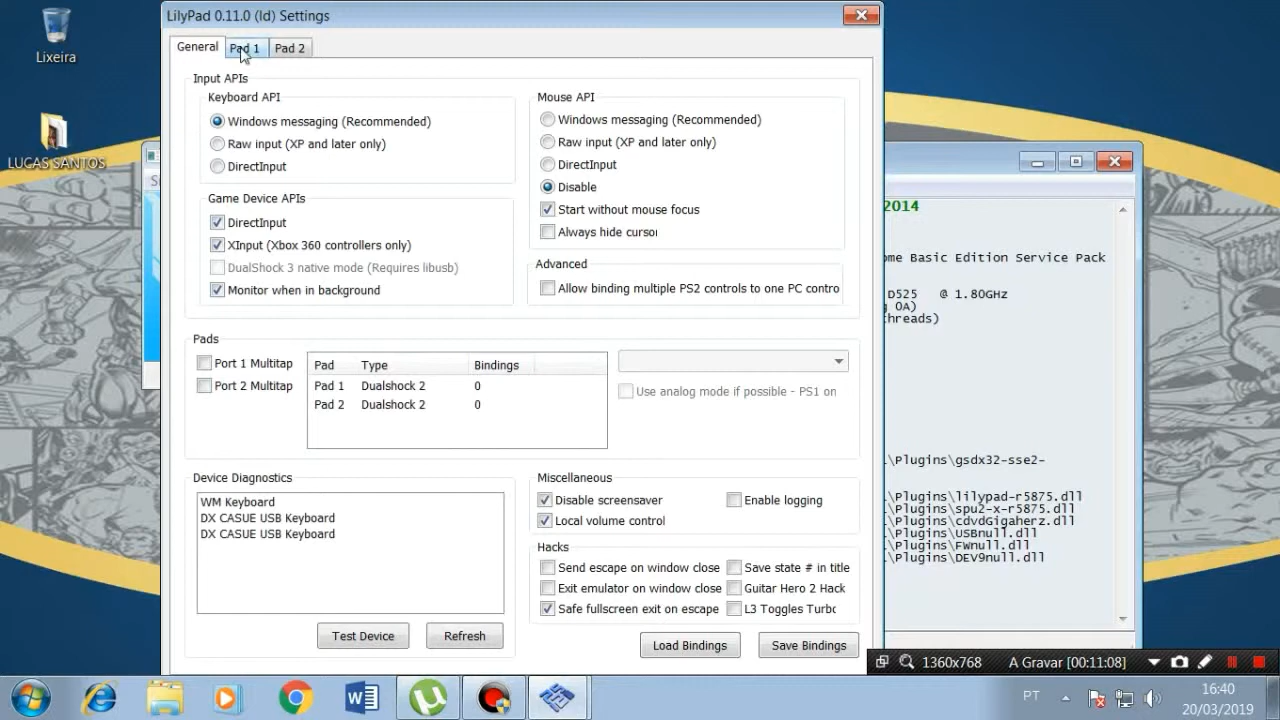 LilyPad 0.11.0 (ld) Settings
Lixeira
LUCAS SANTOS
General
Pad 1
Pad 2
Input APIs
Keyboard API
Windows messaging (Recommended)
Raw input (XP and later only)
DirectInput
Game Device APIs
DirectInput
XInput (Xbox 360 controllers only)
DualShock 3 native mode (Requires libusb)
Monitor when in background
Mouse API
Windows messaging (Recommended)
Raw input (XP and later only)
DirectInput
Disable
Start without mouse focus
Always hide cursor
Advanced
Allow binding multiple PS2 controls to one PC contro
Pads
Port 1 Multitap
Port 2 Multitap
Pad Type Bindings
Pad 1 Dualshock 2 0
Pad 2 Dualshock 2 0
Use analog mode if possible - PS1 on
Device Diagnostics
WM Keyboard
DX CASUE USB Keyboard
DX CASUE USB Keyboard
Test Device
Refresh
Miscellaneous
Disable screensaver
Enable logging
Local volume control
Hacks
Send escape on window close
Save state # in title
Exit emulator on window close
Guitar Hero 2 Hack
Safe fullscreen exit on escape
L3 Toggles Turbo
Load Bindings
Save Bindings
2014
ome Basic Edition Service Pack
D525 @ 1.80GHz
g OA)
threads)
l\Plugins\gsdx32-sse2-
l\Plugins\lilypad-r5875.dll
l\Plugins\spu2-x-r5875.dll
l\Plugins\cdvdGigaherz.dll
l\Plugins\USBnull.dll
l\Plugins\FWnull.dll
l\Plugins\DEV9null.dll
1360x768
A Gravar [00:11:08]
PT
16:40
20/03/2019